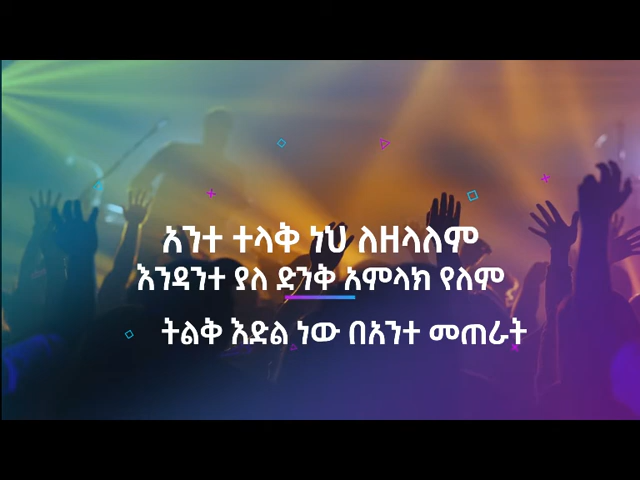 አንተ ተላቅ ነህ ለዘላለም
እንዳንተ ያለ ድንቅ አምላክ የለም
ትልቅ እድል ነው በአንተ መጠራት